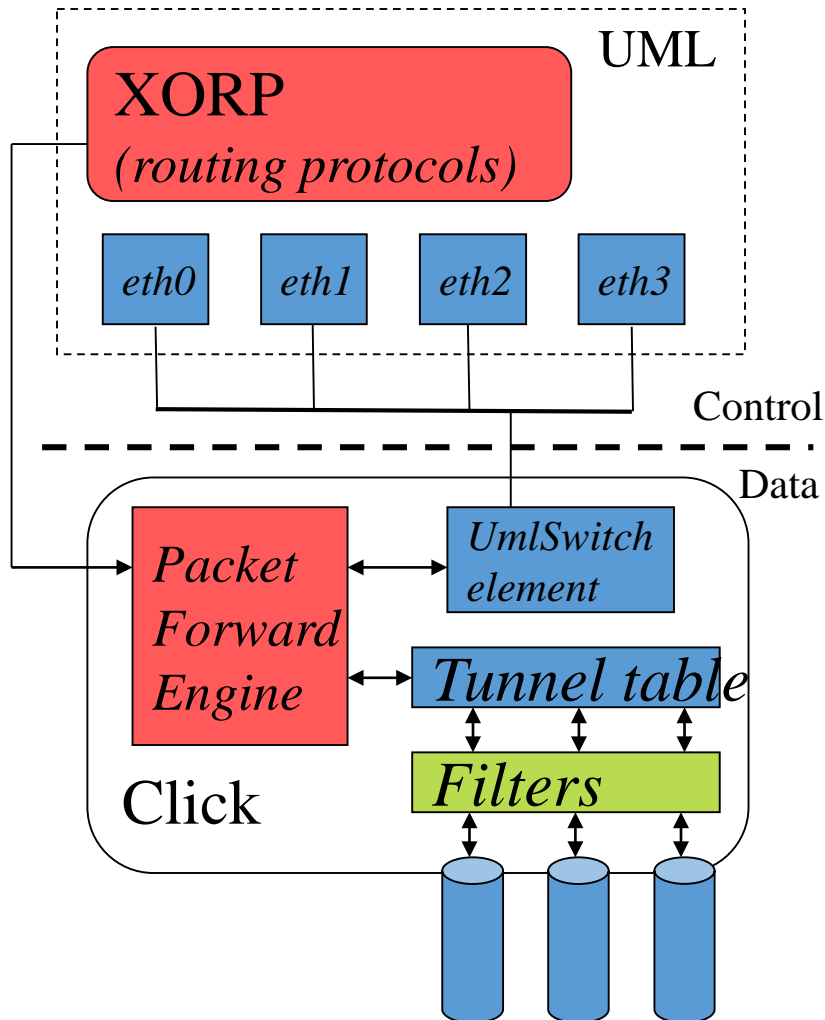 UML
XORP
(routing protocols)
eth0
eth1
eth2
eth3
Control
Data
UmlSwitch
element
Packet
Forward
Engine
Tunnel table
Filters
Click